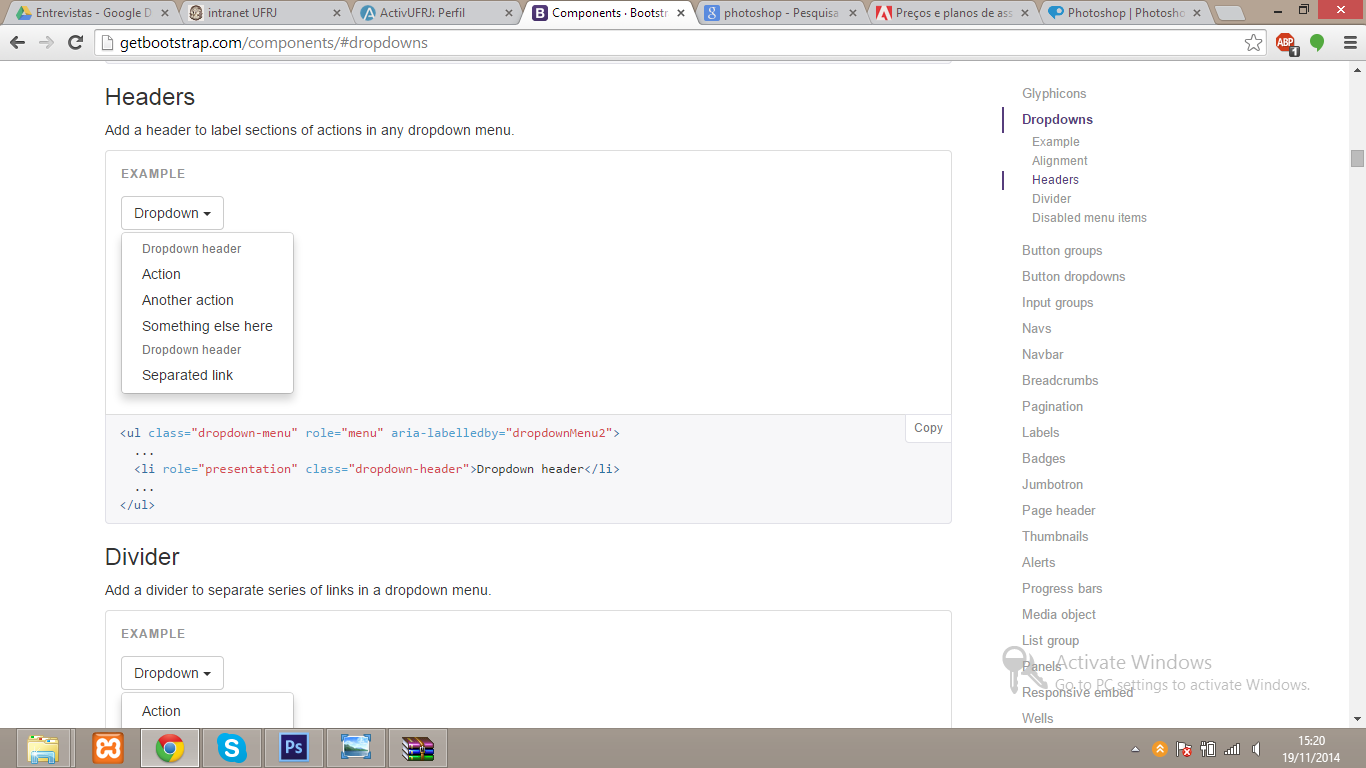 Entrevistas - Google D
intranet UFRJ
ActivUFRJ: Perfil
Components · Bootstr
photoshop - Pesquisa
Preços e planos de ass
Photoshop | Photosho
getbootstrap.com/components/#dropdowns
ABP
1
Headers
Add a header to label sections of actions in any dropdown menu.
EXAMPLE
Dropdown
Dropdown header
Action
Another action
Something else here
Dropdown header
Separated link
Copy
<ul class="dropdown-menu" role="menu" aria-labelledby="dropdownMenu2">
...
<li role="presentation" class="dropdown-header">Dropdown header</li>
...
</ul>
Divider
Add a divider to separate series of links in a dropdown menu.
EXAMPLE
Dropdown
Action
Glyphicons
Dropdowns
Example
Alignment
Headers
Divider
Disabled menu items
Button groups
Button dropdowns
Input groups
Navs
Navbar
Breadcrumbs
Pagination
Labels
Badges
Jumbotron
Page header
Thumbnails
Alerts
Progress bars
Media object
List group
Panels
Responsive embed
Wells
Activate Windows
Go to PC settings to activate Windows.
Ps
15:20
19/11/2014